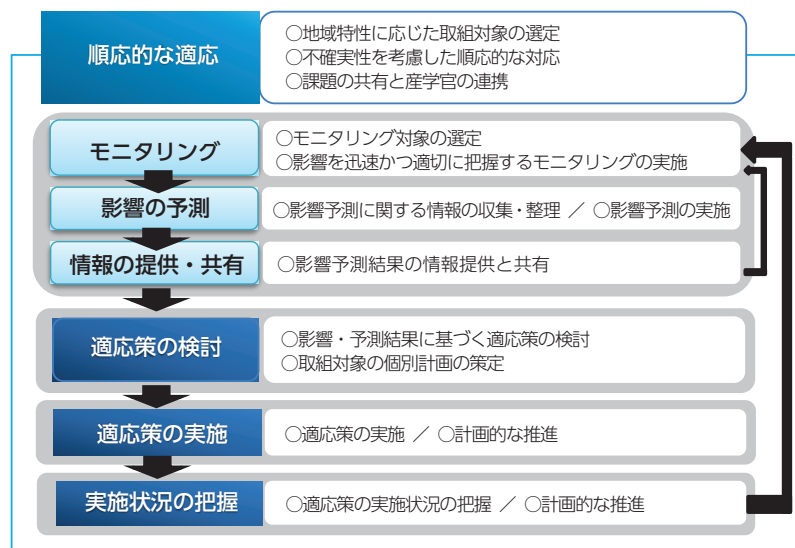 順応的な適応
○地域特性に応じた取組対象の選定
○不確実性を考慮した順応的な対応
○課題の共有と産学官の連携
モニタリング
○モニタリング対象の選定
○影響を迅速かつ適切に把握するモニタリングの実施
影響の予測
○影響予測に関する情報の収集・整理 ／ ○影響予測の実施
情報の提供・共有
○影響予測結果の情報提供と共有
適応策の検討
○影響・予測結果に基づく適応策の検討
○取組対象の個別計画の策定
適応策の実施
○適応策の実施 ／ ○計画的な推進
実施状況の把握
○適応策の実施状況の把握 ／ ○計画的な推進